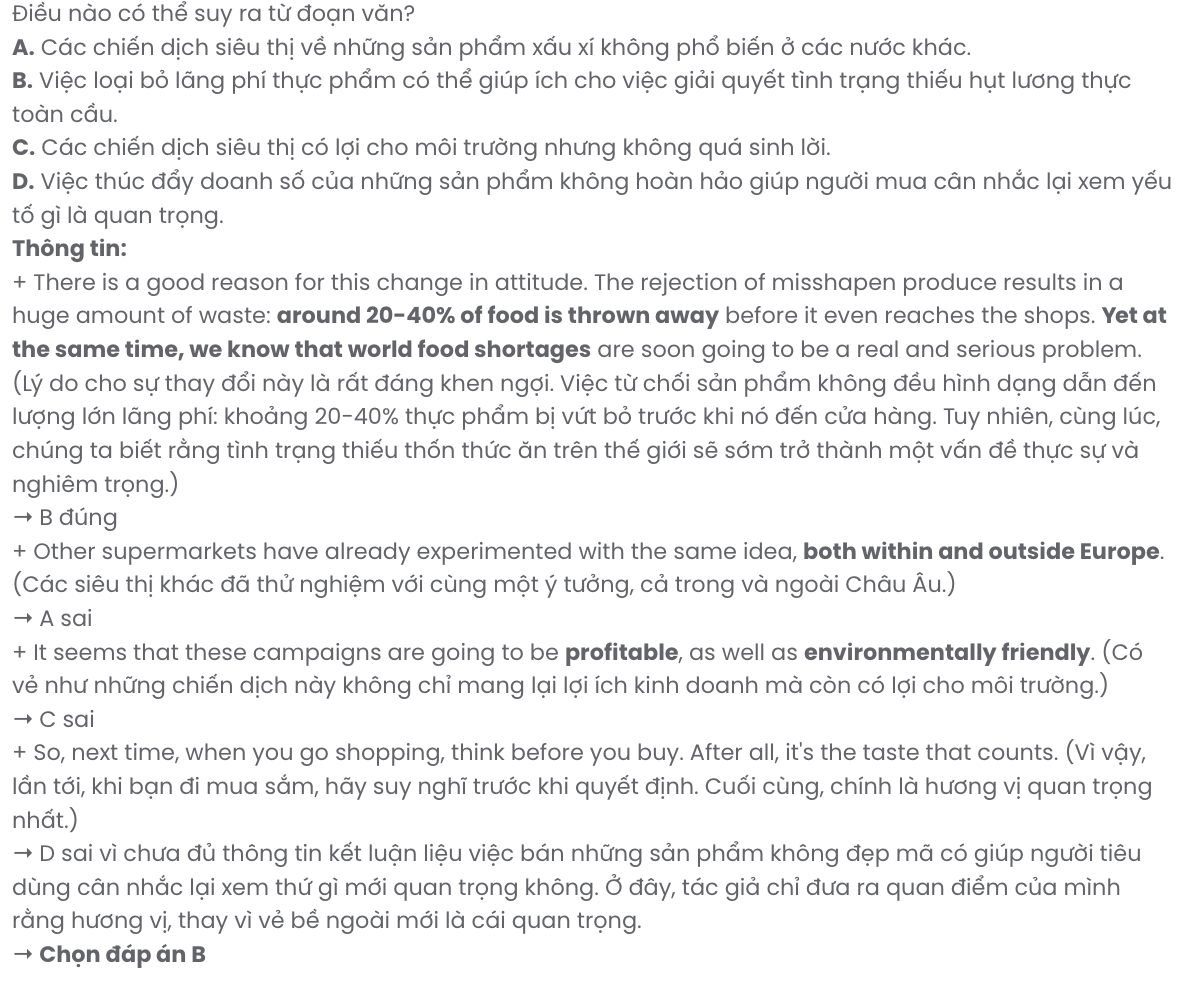 Điều nào có thể suy ra từ đoạn văn?
A. Các chiến dịch siêu thị về những sản phẩm xấu xí không phổ biến ở các nước khác.
B. Việc loại bỏ lãng phí thực phẩm có thể giúp ích cho việc giải quyết tình trạng thiếu hụt lương thực
toàn cầu.
C. Các chiến dịch siêu thị có lợi cho môi trường nhưng không quá sinh lời.
D. Việc thúc đẩy doanh số của những sản phẩm không hoàn hảo giúp người mua cân nhắc lại xem yếu
tố gì là quan trọng.
Thông tin:
+ There is a good reason for this change in attitude. The rejection of misshapen produce results in a
huge amount of waste: around 20-40% of food is thrown away before it even reaches the shops. Yet at
the same time, we know that world food shortages are soon going to be a real and serious problem.
(Lý do cho sự thay đổi này là rất đáng khen ngợi. Việc từ chối sản phẩm không đều hình dạng dẫn đến
lượng lớn lãng phí: khoảng 20-40% thực phẩm bị vứt bỏ trước khi nó đến cửa hàng. Tuy nhiên, cùng lúc,
chúng ta biết rằng tình trạng thiếu thốn thức ăn trên thế giới sẽ sớm trở thành một vấn đề thực sự và
nghiêm trọng.)
→ B đúng
+ Other supermarkets have already experimented with the same idea, both within and outside Europe.
(Các siêu thị khác đã thử nghiệm với cùng một ý tưởng, cả trong và ngoài Châu Âu.)
→ A sai
+ It seems that these campaigns are going to be profitable, as well as environmentally friendly. (Có
vẻ như những chiến dịch này không chỉ mang lại lợi ích kinh doanh mà còn có lợi cho môi trường.)
→ C sai
+ So, next time, when you go shopping, think before you buy. After all, it's the taste that counts. (Vì vậy,
lần tới, khi bạn đi mua sắm, hãy suy nghĩ trước khi quyết định. Cuối cùng, chính là hương vị quan trọng
nhất.)
→ D sai vì chưa đủ thông tin kết luận liệu việc bán những sản phẩm không đẹp mã có giúp người tiêu
dùng cân nhắc lại xem thứ gì mới quan trọng không. Ở đây, tác giả chỉ đưa ra quan điểm của mình
rằng hương vị, thay vì vẻ bề ngoài mới là cái quan trọng.
→ Chọn đáp án B